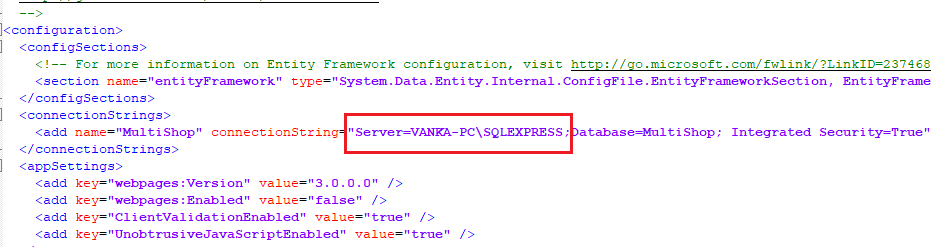 -->
<configuration>
<configSections>
<!-- For more information on Entity Framework configuration, visit http://go.microsoft.com/fwlink/?LinkID=237468
<section name="entityFramework" type="System.Data.Entity.Internal.ConfigFile.EntityFrameworkSection, EntityFrame
</configSections>
<connectionStrings>
<add name="MultiShop" connectionString="Server=VANKA-PC\SQLEXPRESS;Database=MultiShop; Integrated Security=True"
</connectionStrings>
<appSettings>
<add key="webpages:Version" value="3.0.0.0" />
<add key="webpages:Enabled" value="false" />
<add key="ClientValidationEnabled" value="true" />
<add key="UnobtrusiveJavaScriptEnabled" value="true" />